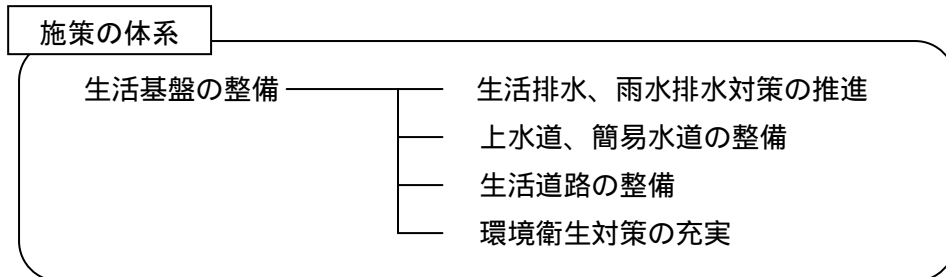 施策の体系
生活基盤の整備 生活排水、雨水排水対策の推進
上水道、簡易水道の整備
生活道路の整備
環境衛生対策の充実